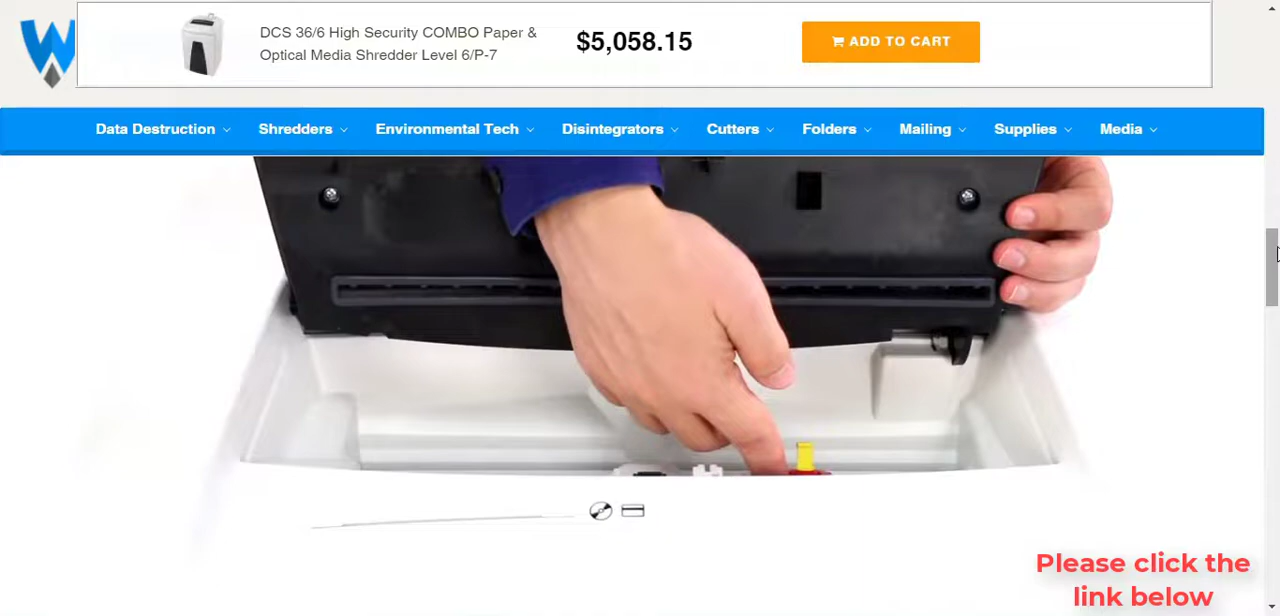 DCS 36/6 High Security COMBO Paper &
Optical Media Shredder Level 6/P-7
$5,058.15
ADD TO CART
Data Destruction
Shredders
Environmental Tech
Disintegrators
Cutters
Folders
Mailing
Supplies
Media
Please click the
link below